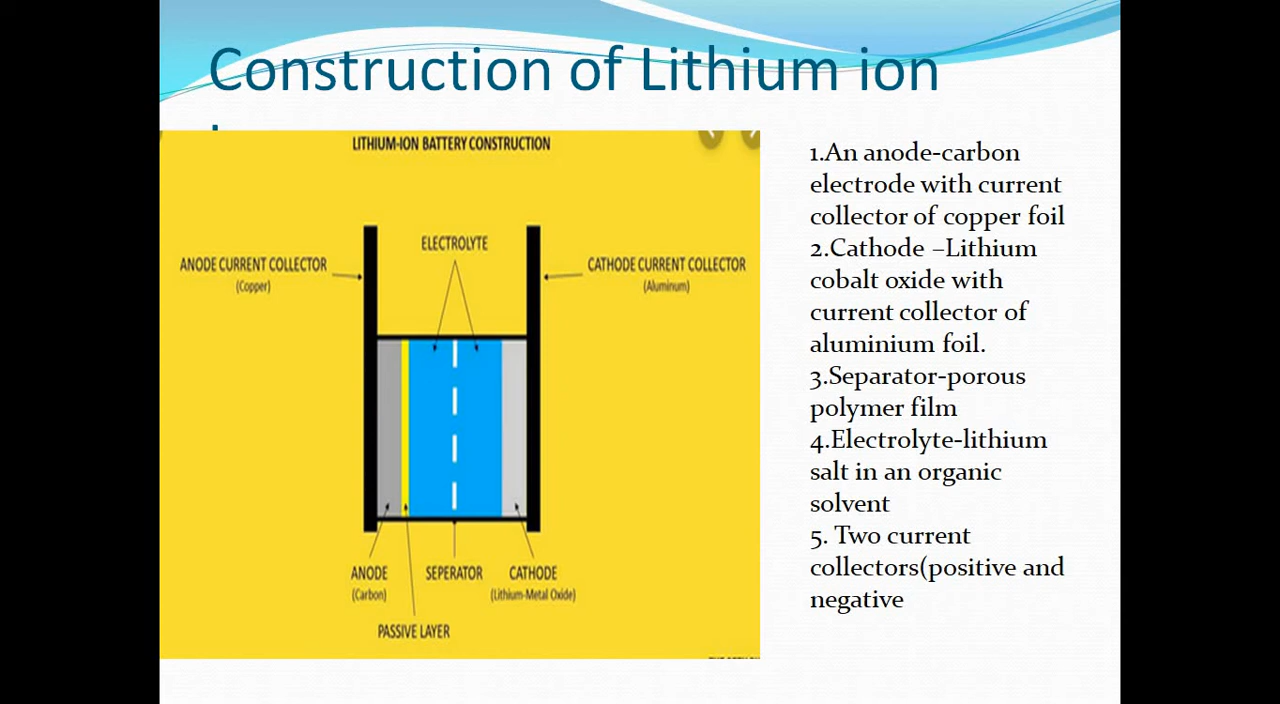 Construction of Lithium ion
LITHIUM-ION BATTERY CONSTRUCTION
ELECTROLYTE
ANODE CURRENT COLLECTOR
(Copper)
CATHODE CURRENT COLLECTOR
(Aluminum)
ANODE
(Carbon)
SEPERATOR
CATHODE
(Lithium-Metal Oxide)
PASSIVE LAYER
1.An anode-carbon
electrode with current
collector of copper foil
2.Cathode –Lithium
cobalt oxide with
current collector of
aluminium foil.
3.Separator-porous
polymer film
4.Electrolyte-lithium
salt in an organic
solvent
5. Two current
collectors(positive and
negative